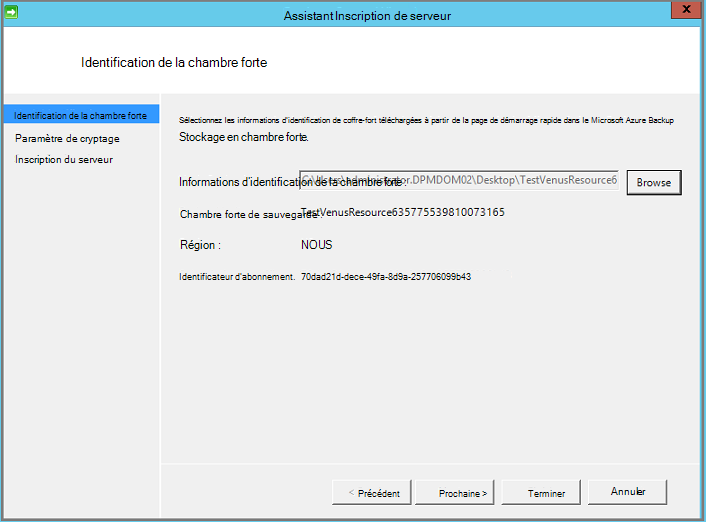 Assistant Inscription de serveur
x
Identification de la chambre forte
Identification de la chambre forte
Paramètre de cryptage
Inscription du serveur
Sélectionnez les informations d'identification de coffre-fort téléchargées à partir de la page de démarrage rapide dans le Microsoft Azure Backup
Stockage en chambre forte.
Informations d'identification de la chambre forte : C:\Users\administrator.DPMDOM02\Desktop\TestVenusResource6 Browse
Chambre forte de sauvegarde : TestVenusResource635775539810073165
Région : NOUS
Identificateur d'abonnement. 70dad21d-dece-49fa-8d9a-257706099b43
< Précédent Prochaine > Terminer Annuler